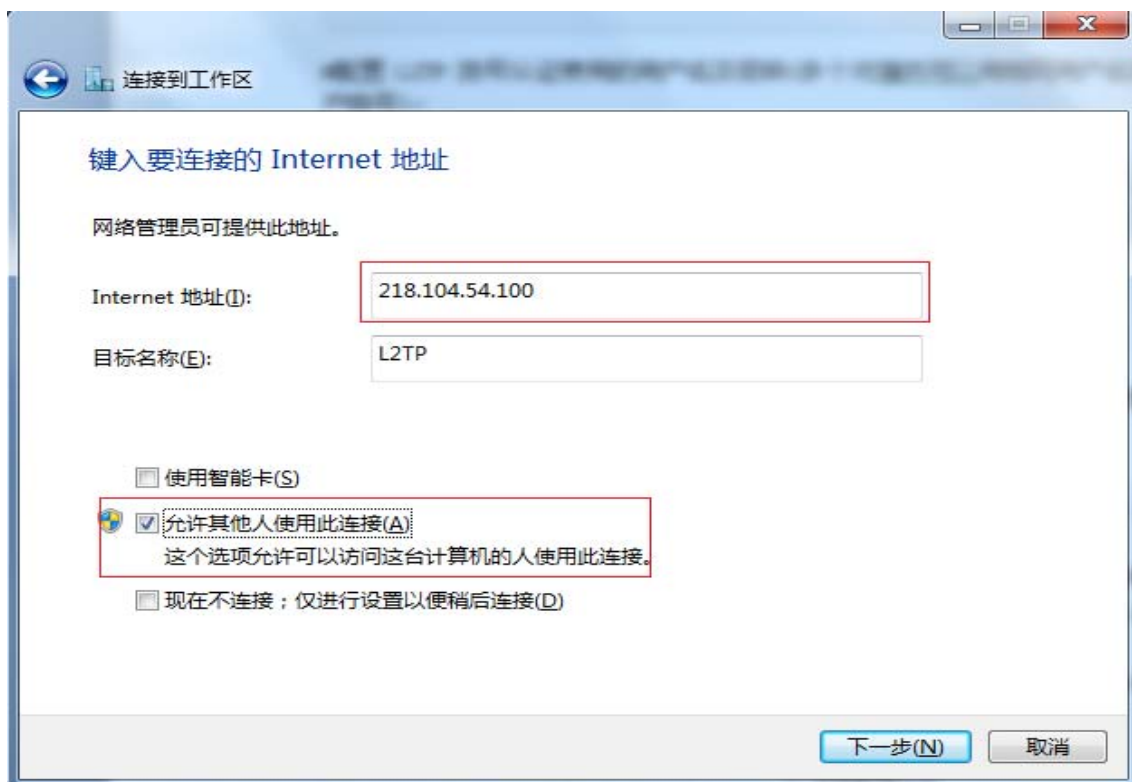 连接到工作区
键入要连接的 Internet 地址
网络管理员可提供此地址。
Internet 地址(I): 218.104.54.100
目标名称(E): L2TP
使用智能卡(S)
允许其他人使用此连接(A)
这个选项允许可以访问这台计算机的人使用此连接。
现在不连接；仅进行设置以便稍后连接(D)
下一步(N) 取消